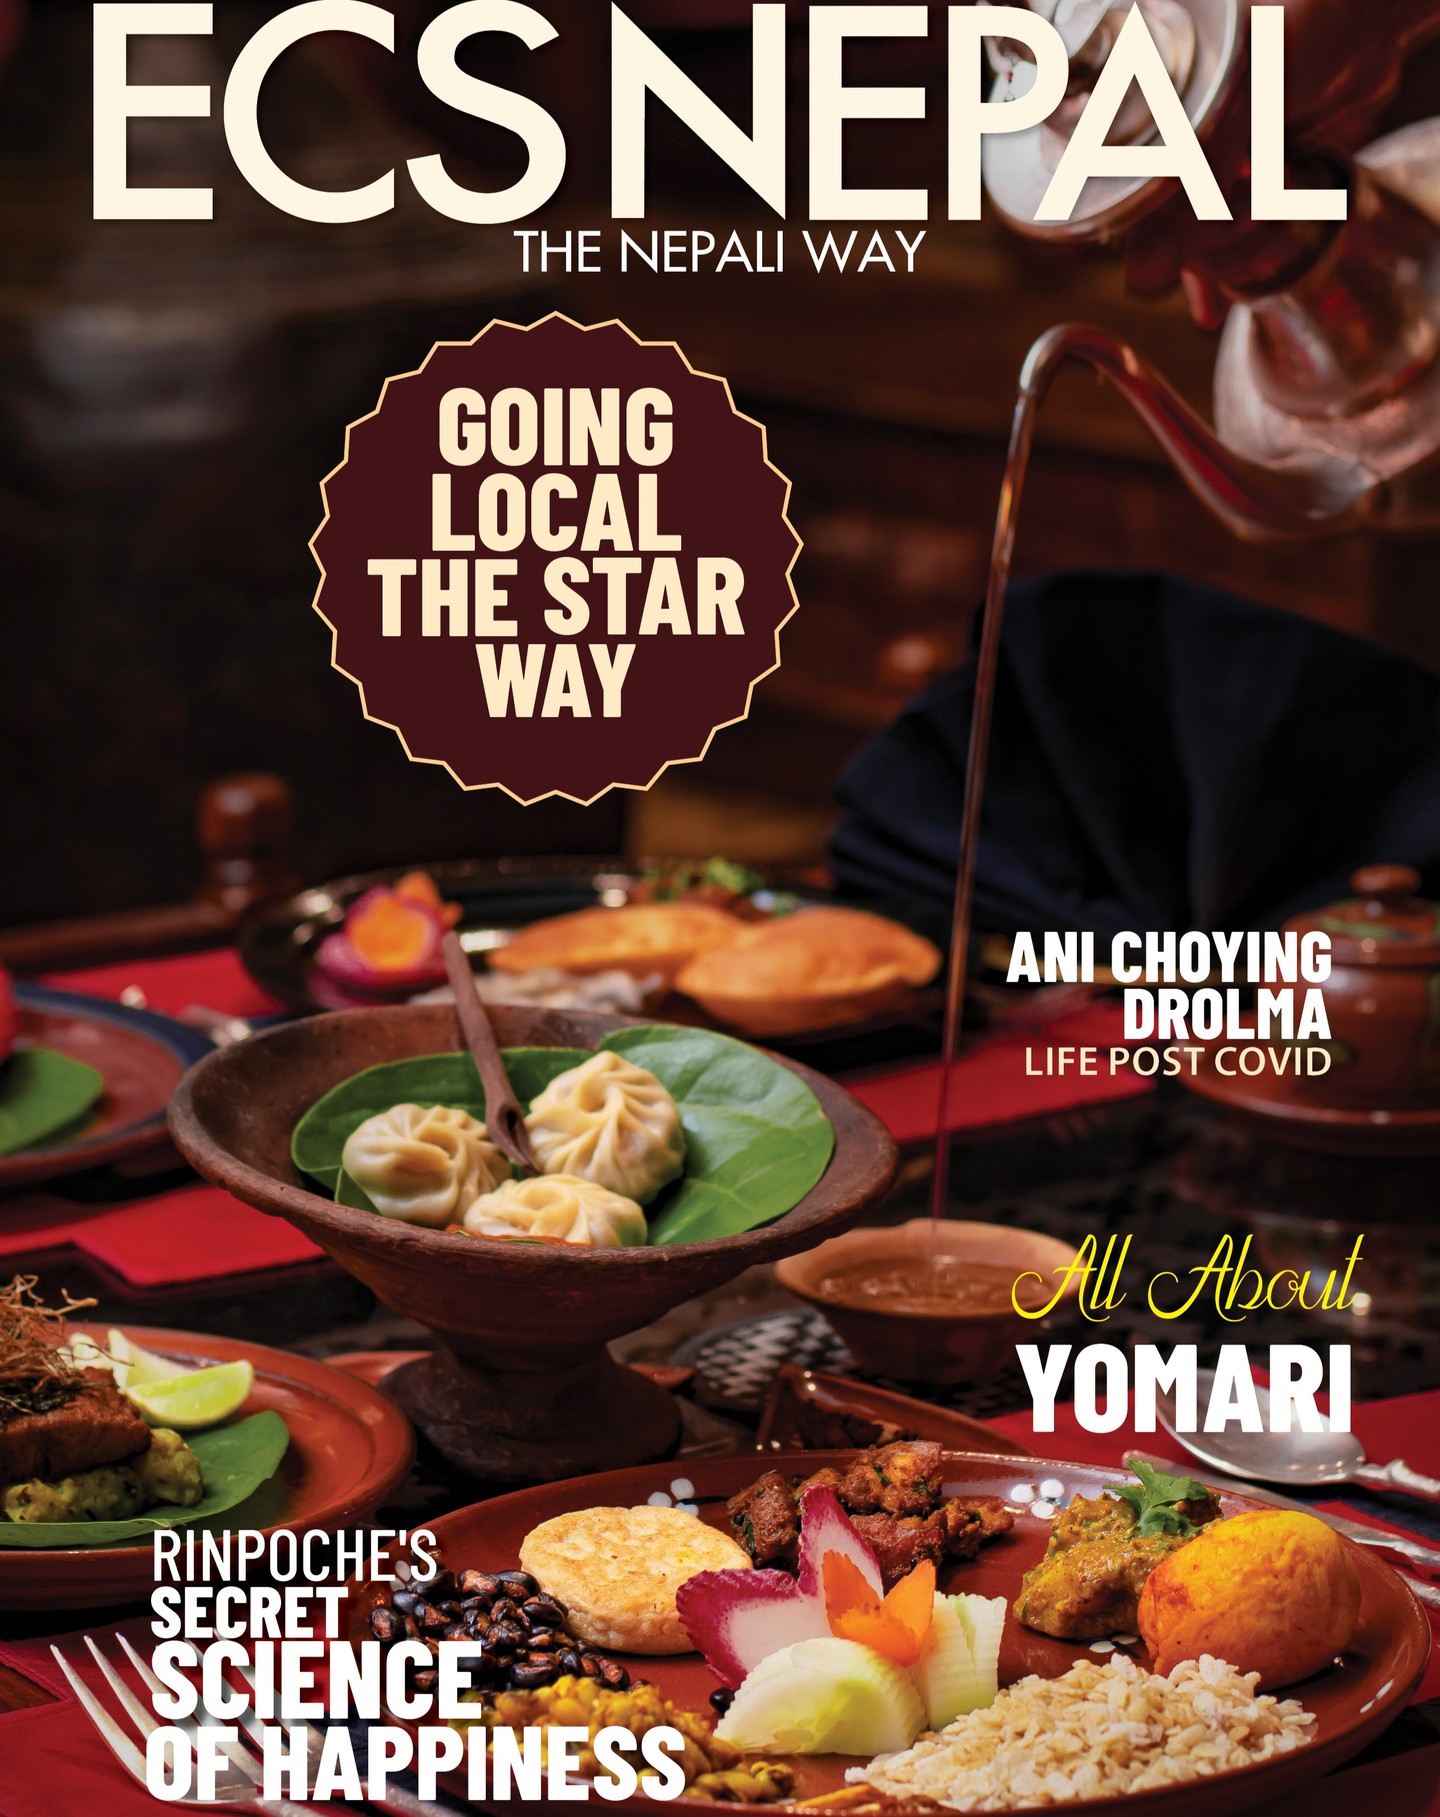 ECS NEPAL
THE NEPALI WAY
GOING
LOCAL
THE STAR
WAY
ANI CHOYING
DROLMA
LIFE POST COVID
All About
YOMARI
RINPOCHE'S
SECRET
SCIENCE
OF HAPPINESS